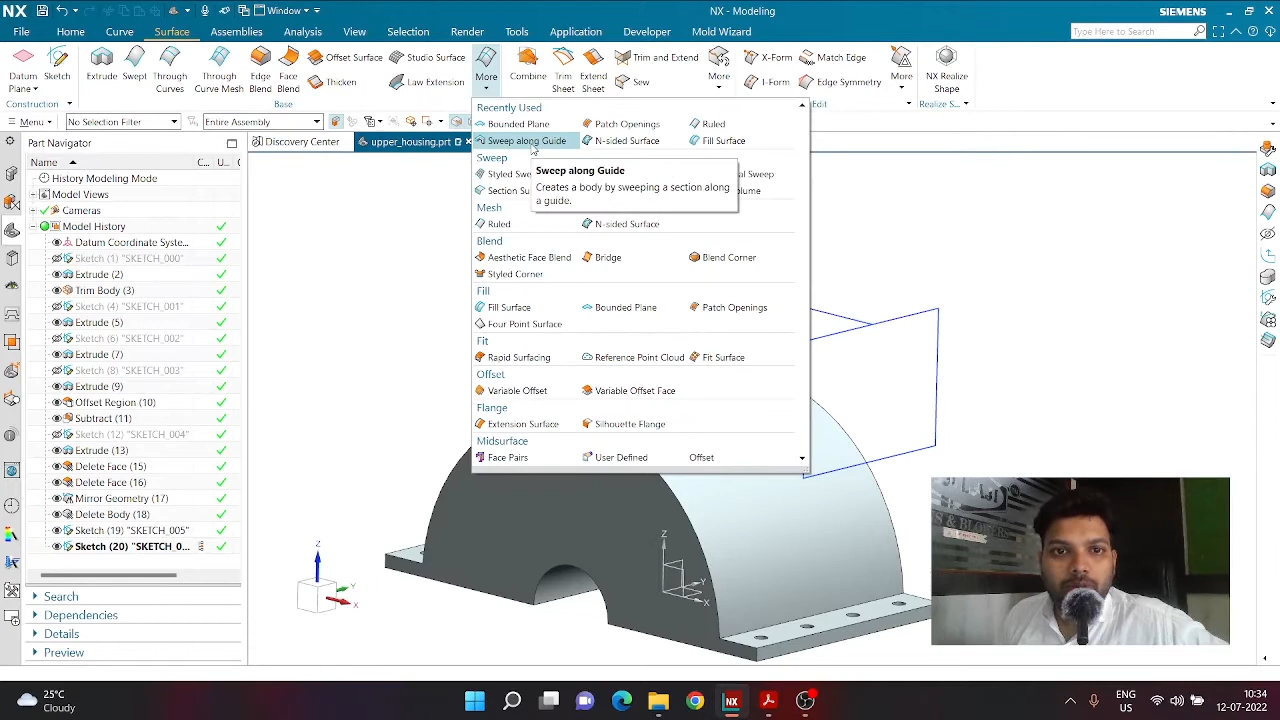 NX
Window
NX - Modeling
SIEMENS
File Home Curve Surface Assemblies Analysis View Selection Render Tools Application Developer Mold Wizard
Type Here to Search
Datum Plane
Sketch
Extrude
Swept
Through Curves
Through Curve Mesh
Edge Blend
Face Blend
Offset Surface
Thicken
Studio Surface
Law Extension
More
Combine
Trim Sheet
Extend Sheet
Trim and Extend
Sew
More
X-Form
I-Form
Match Edge
Edge Symmetry
More
NX Realize Shape
Construction
Base
Edit
Realize S...
Menu
No Selection Filter
Entire Assembly
Part Navigator
Discovery Surface
upper_housing.prt
Name
C...
U...
History Modeling Mode
Model Views
Cameras
Model History
Datum Coordinate Syste...
Sketch (1) "SKETCH_000"
Extrude (2)
Trim Body (3)
Sketch (4) "SKETCH_001"
Extrude (5)
Sketch (6) "SKETCH_002"
Extrude (7)
Sketch (8) "SKETCH_003"
Extrude (9)
Offset Region (10)
Subtract (11)
Sketch (12) "SKETCH_004"
Extrude (13)
Delete Face (15)
Delete Face (16)
Mirror Geometry (17)
Delete Body (18)
Sketch (19) "SKETCH_005"
Sketch (20) "SKETCH_0...
Search
Dependencies
Details
Preview
Recently Used
Bounded Plane
Patch Openings
Ruled
Sweep along Guide
N-sided Surface
Fill Surface
Sweep
Styled Swe
al Sweep
Section Su
olume
Sweep along Guide
Creates a body by sweeping a section along
a guide.
Mesh
Ruled
N-sided Surface
Blend
Aesthetic Face Blend
Bridge
Blend Corner
Styled Corner
Fill
Fill Surface
Bounded Plane
Patch Openings
Four Point Surface
Fit
Rapid Surfacing
Reference Point Cloud
Fit Surface
Offset
Variable Offset
Variable Offset Face
Flange
Extension Surface
Silhouette Flange
Midsurface
Face Pairs
User Defined
Offset
Z
Y
X
Z
Y
X
S & BLOWERS
25°C
Cloudy
NX
ENG
US
10:34
12-07-2022